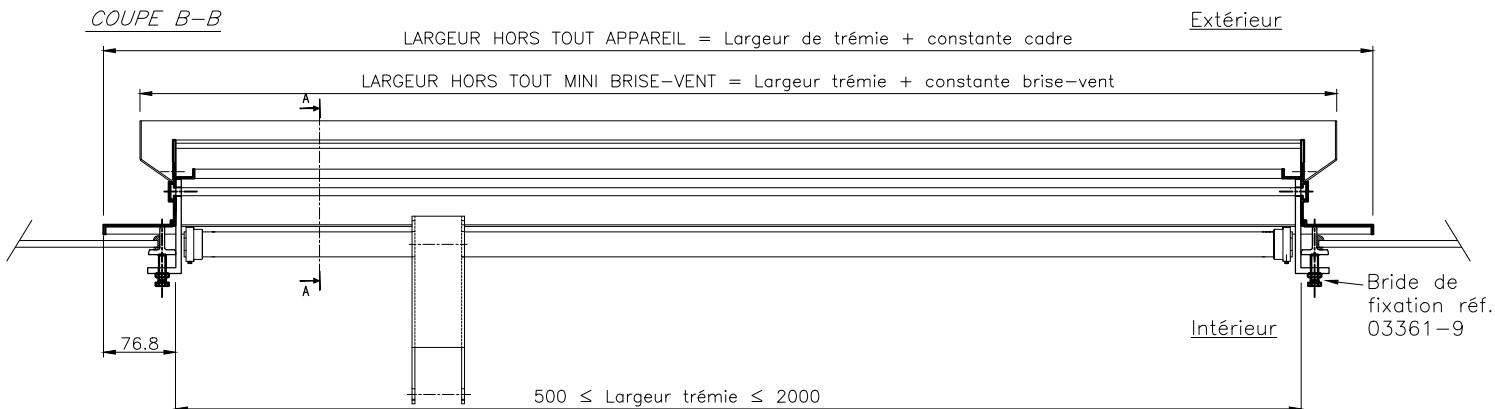 COUPE B-B
Extérieur
LARGEUR HORS TOUT APPAREIL = Largeur de trémie + constante cadre
LARGEUR HORS TOUT MINI BRISE-VENT = Largeur trémie + constante brise-vent
A
A
Bride de
fixation réf.
03361-9
Intérieur
76.8
500 ≤ Largeur trémie ≤ 2000